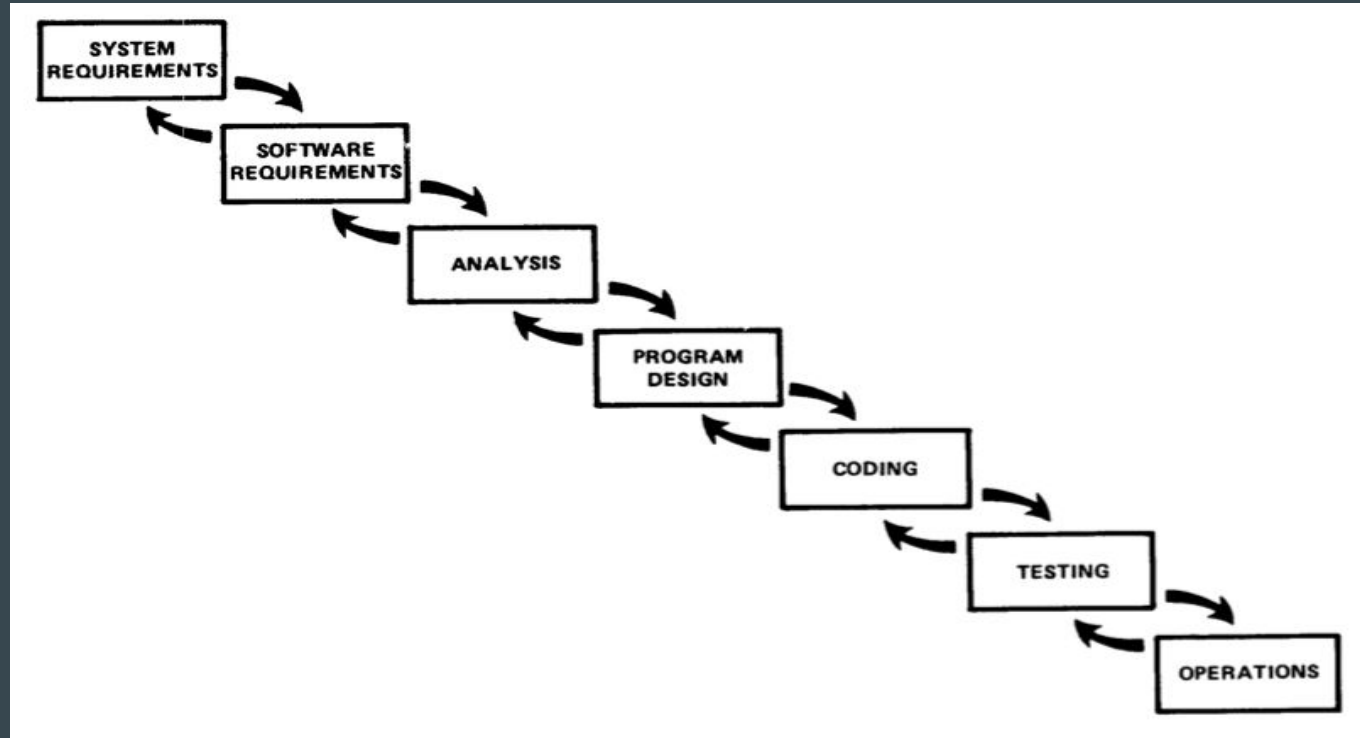 SYSTEM
REQUIREMENTS
SOFTWARE
REQUIREMENTS
ANALYSIS
PROGRAM
DESIGN
CODING
TESTING
OPERATIONS